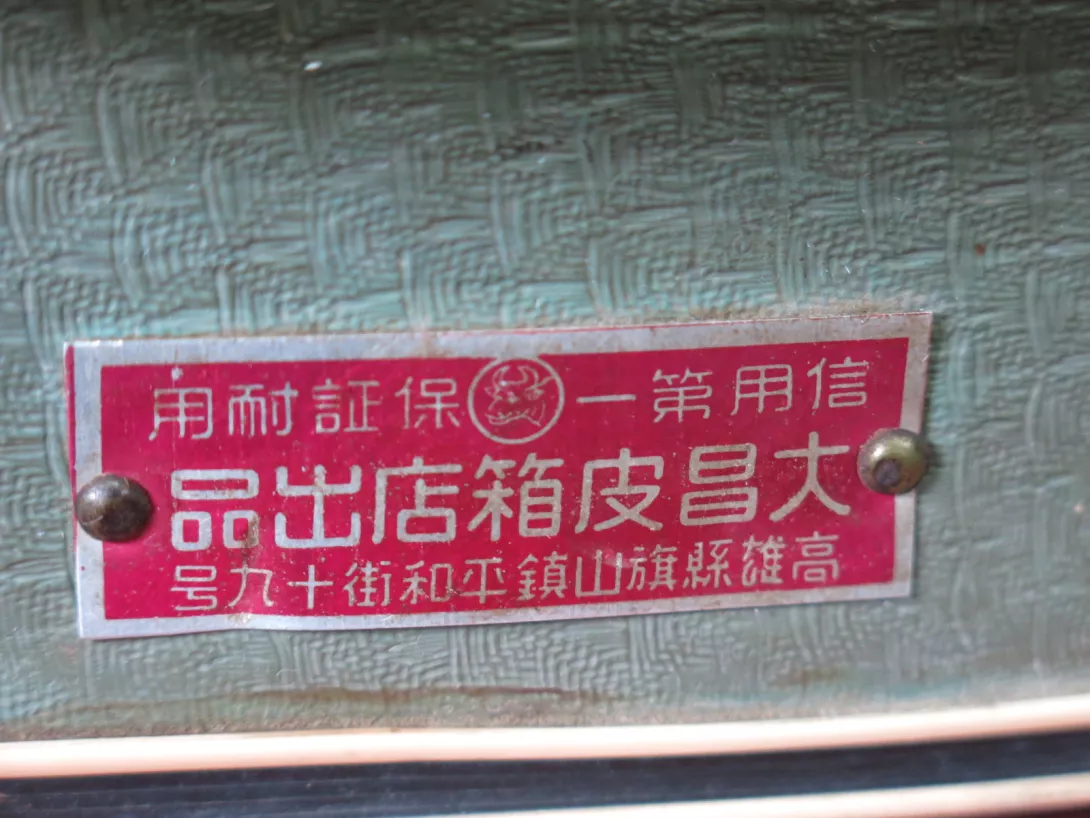 信用第一 保証耐用
大昌皮箱店出品
高雄縣旗山鎮平和街十九号